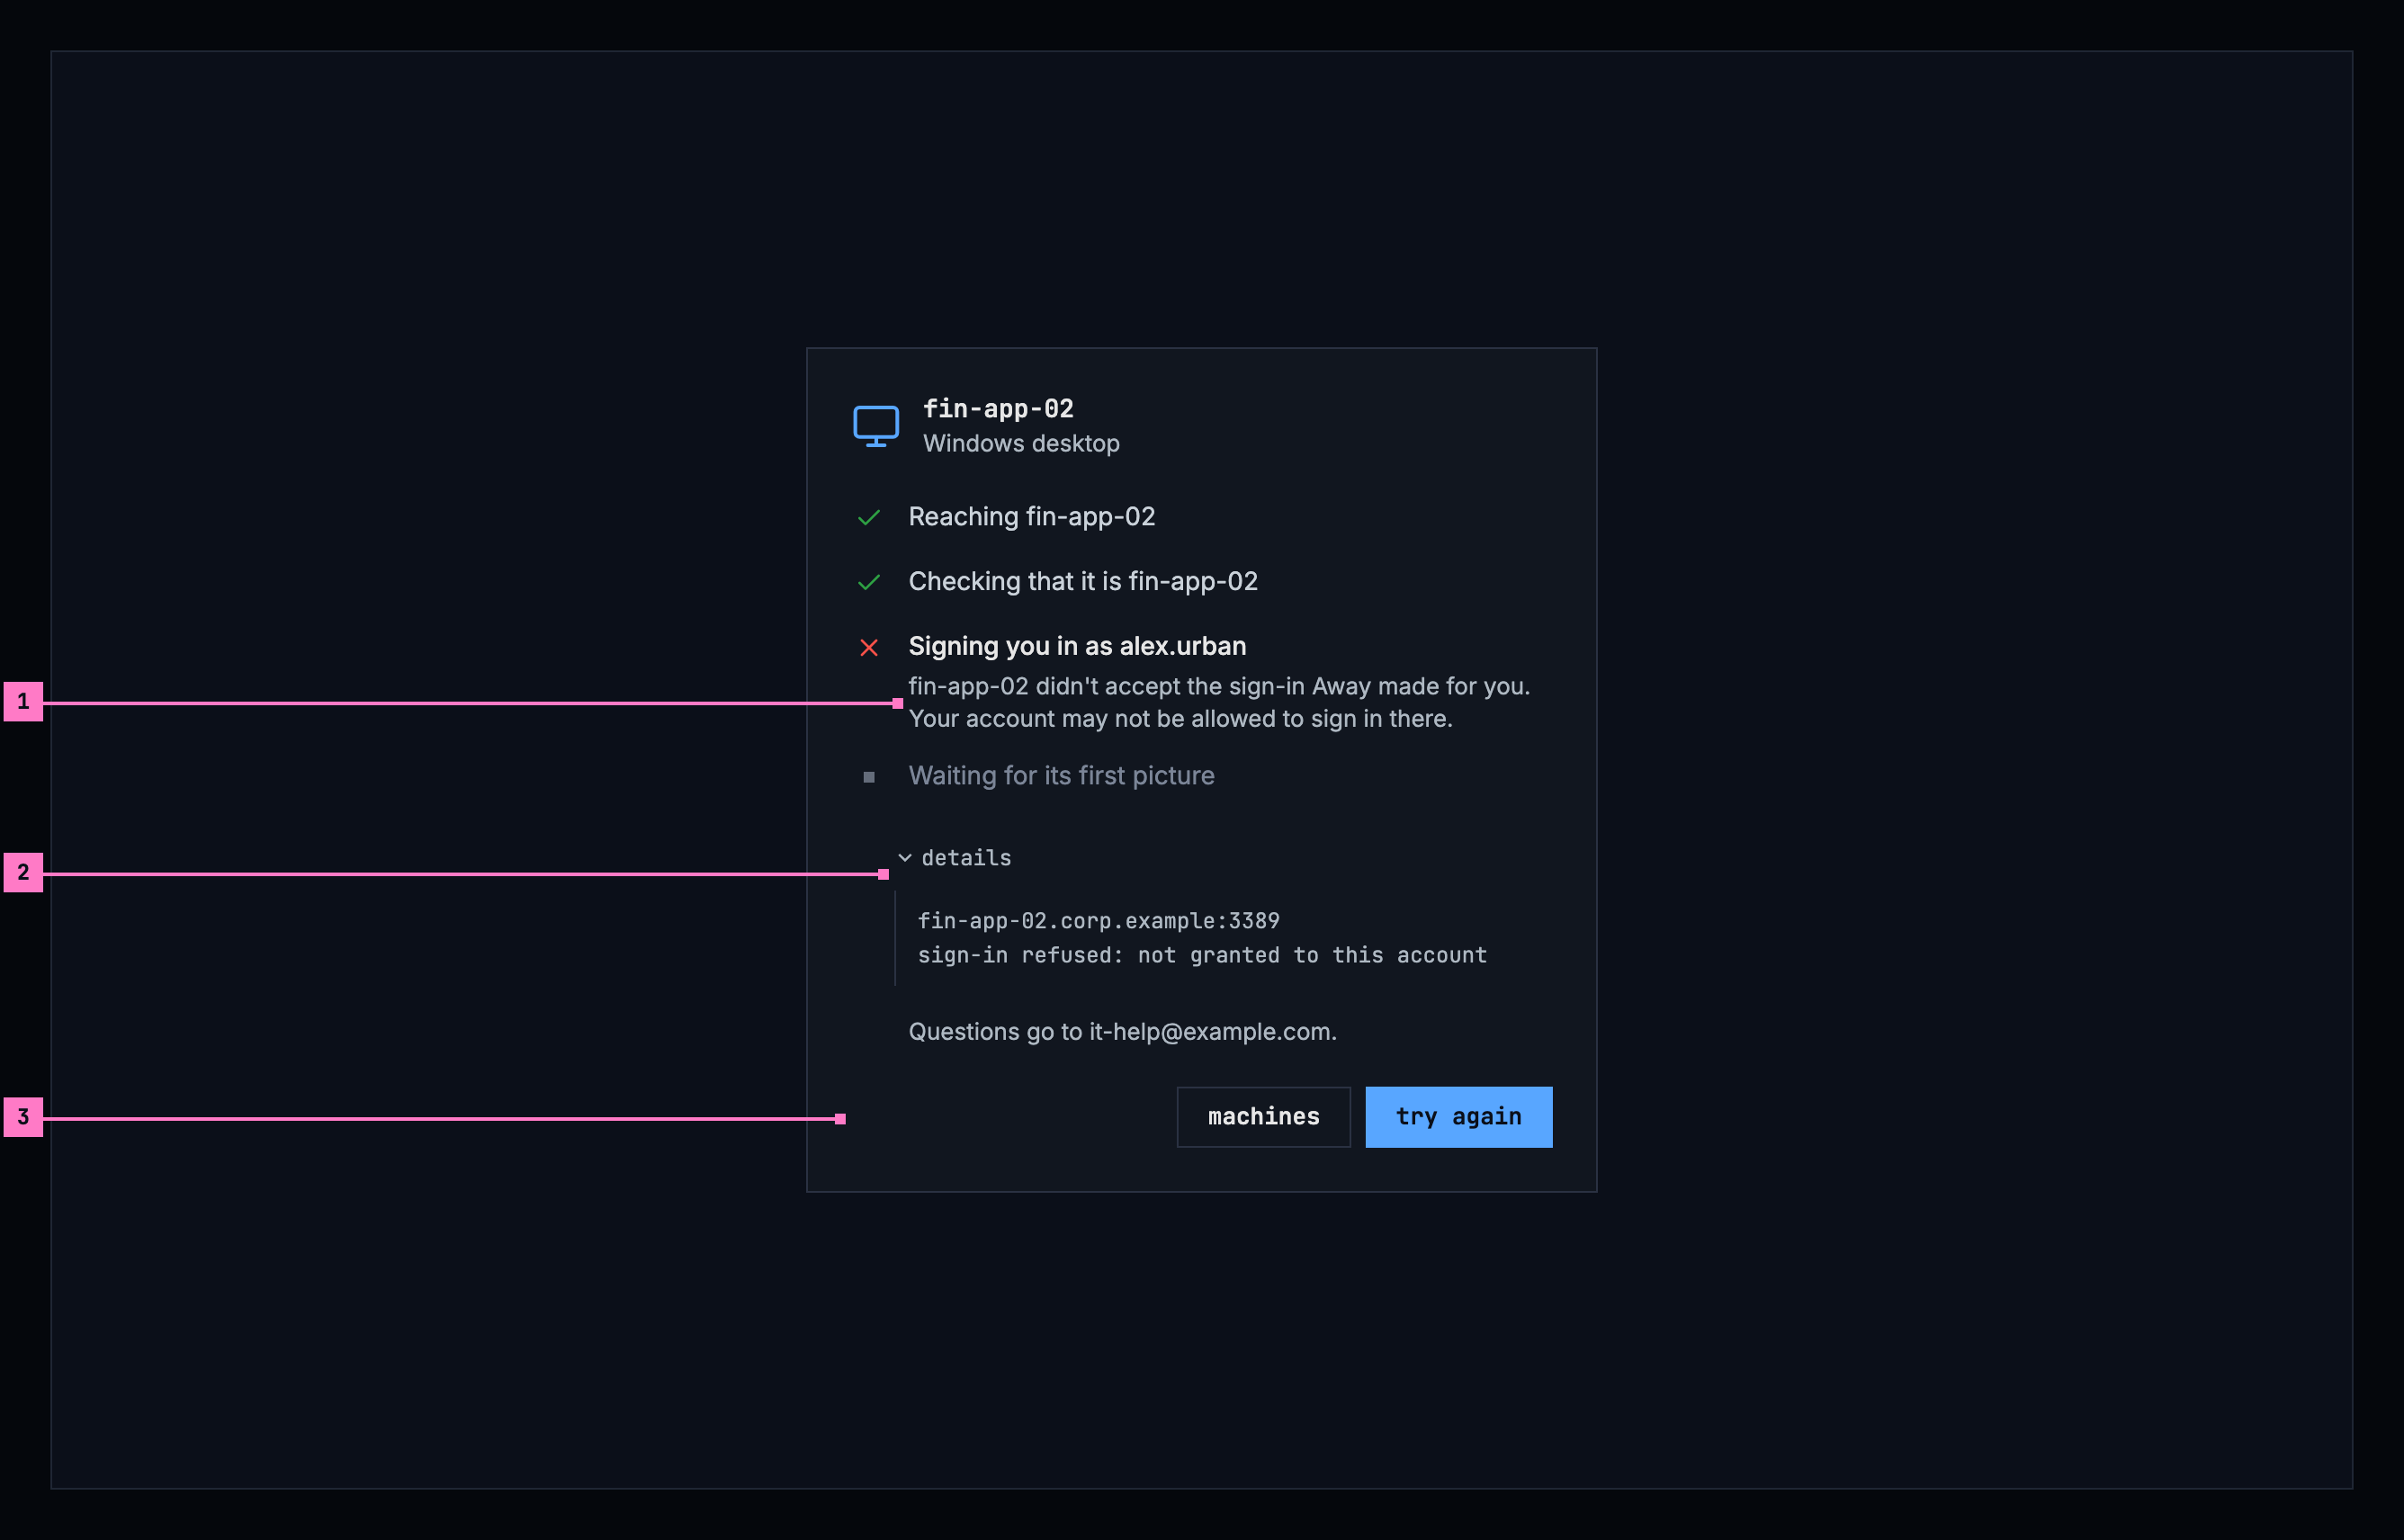 fin-app-02
Windows desktop
Reaching fin-app-02
Checking that it is fin-app-02
Signing you in as alex.urban
1
fin-app-02 didn't accept the sign-in Away made for you.
Your account may not be allowed to sign in there.
Waiting for its first picture
2
details
fin-app-02.corp.example:3389
sign-in refused: not granted to this account
Questions go to it-help@example.com.
3
machines
try again